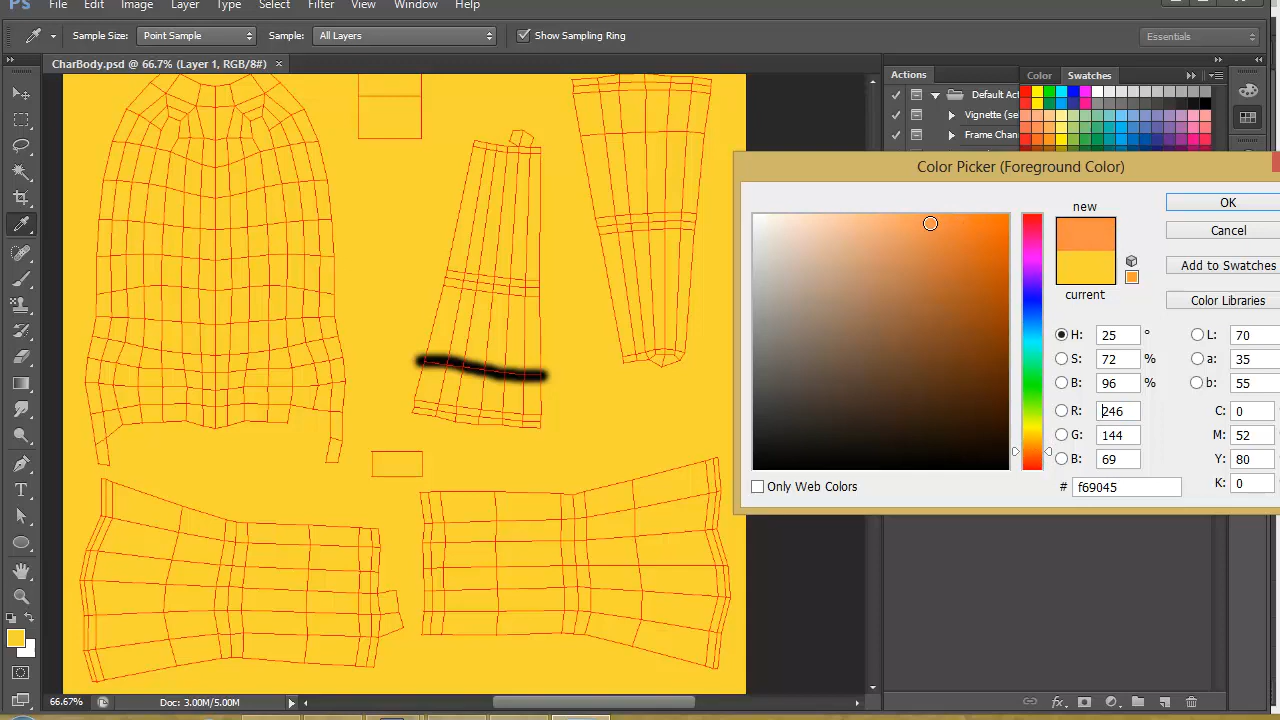 Ps File Edit Image Layer Type Select Filter View Window Help
Sample Size: Point Sample Sample: All Layers Show Sampling Ring Essentials
CharBody.psd @ 66.7% (Layer 1, RGB/8#) ×
Actions
Color Swatches
Default Ac
Vignette (se
Frame Chan
Color Picker (Foreground Color)
new
current
OK
Cancel
Add to Swatches
Color Libraries
H: 25 ° L: 70
S: 72 % a: 35
B: 96 % b: 55
R: 246 C: 0
G: 144 M: 52
B: 69 Y: 80
# f69045 K: 0
Only Web Colors
T
66.67% Doc: 3.00M/5.00M
fx